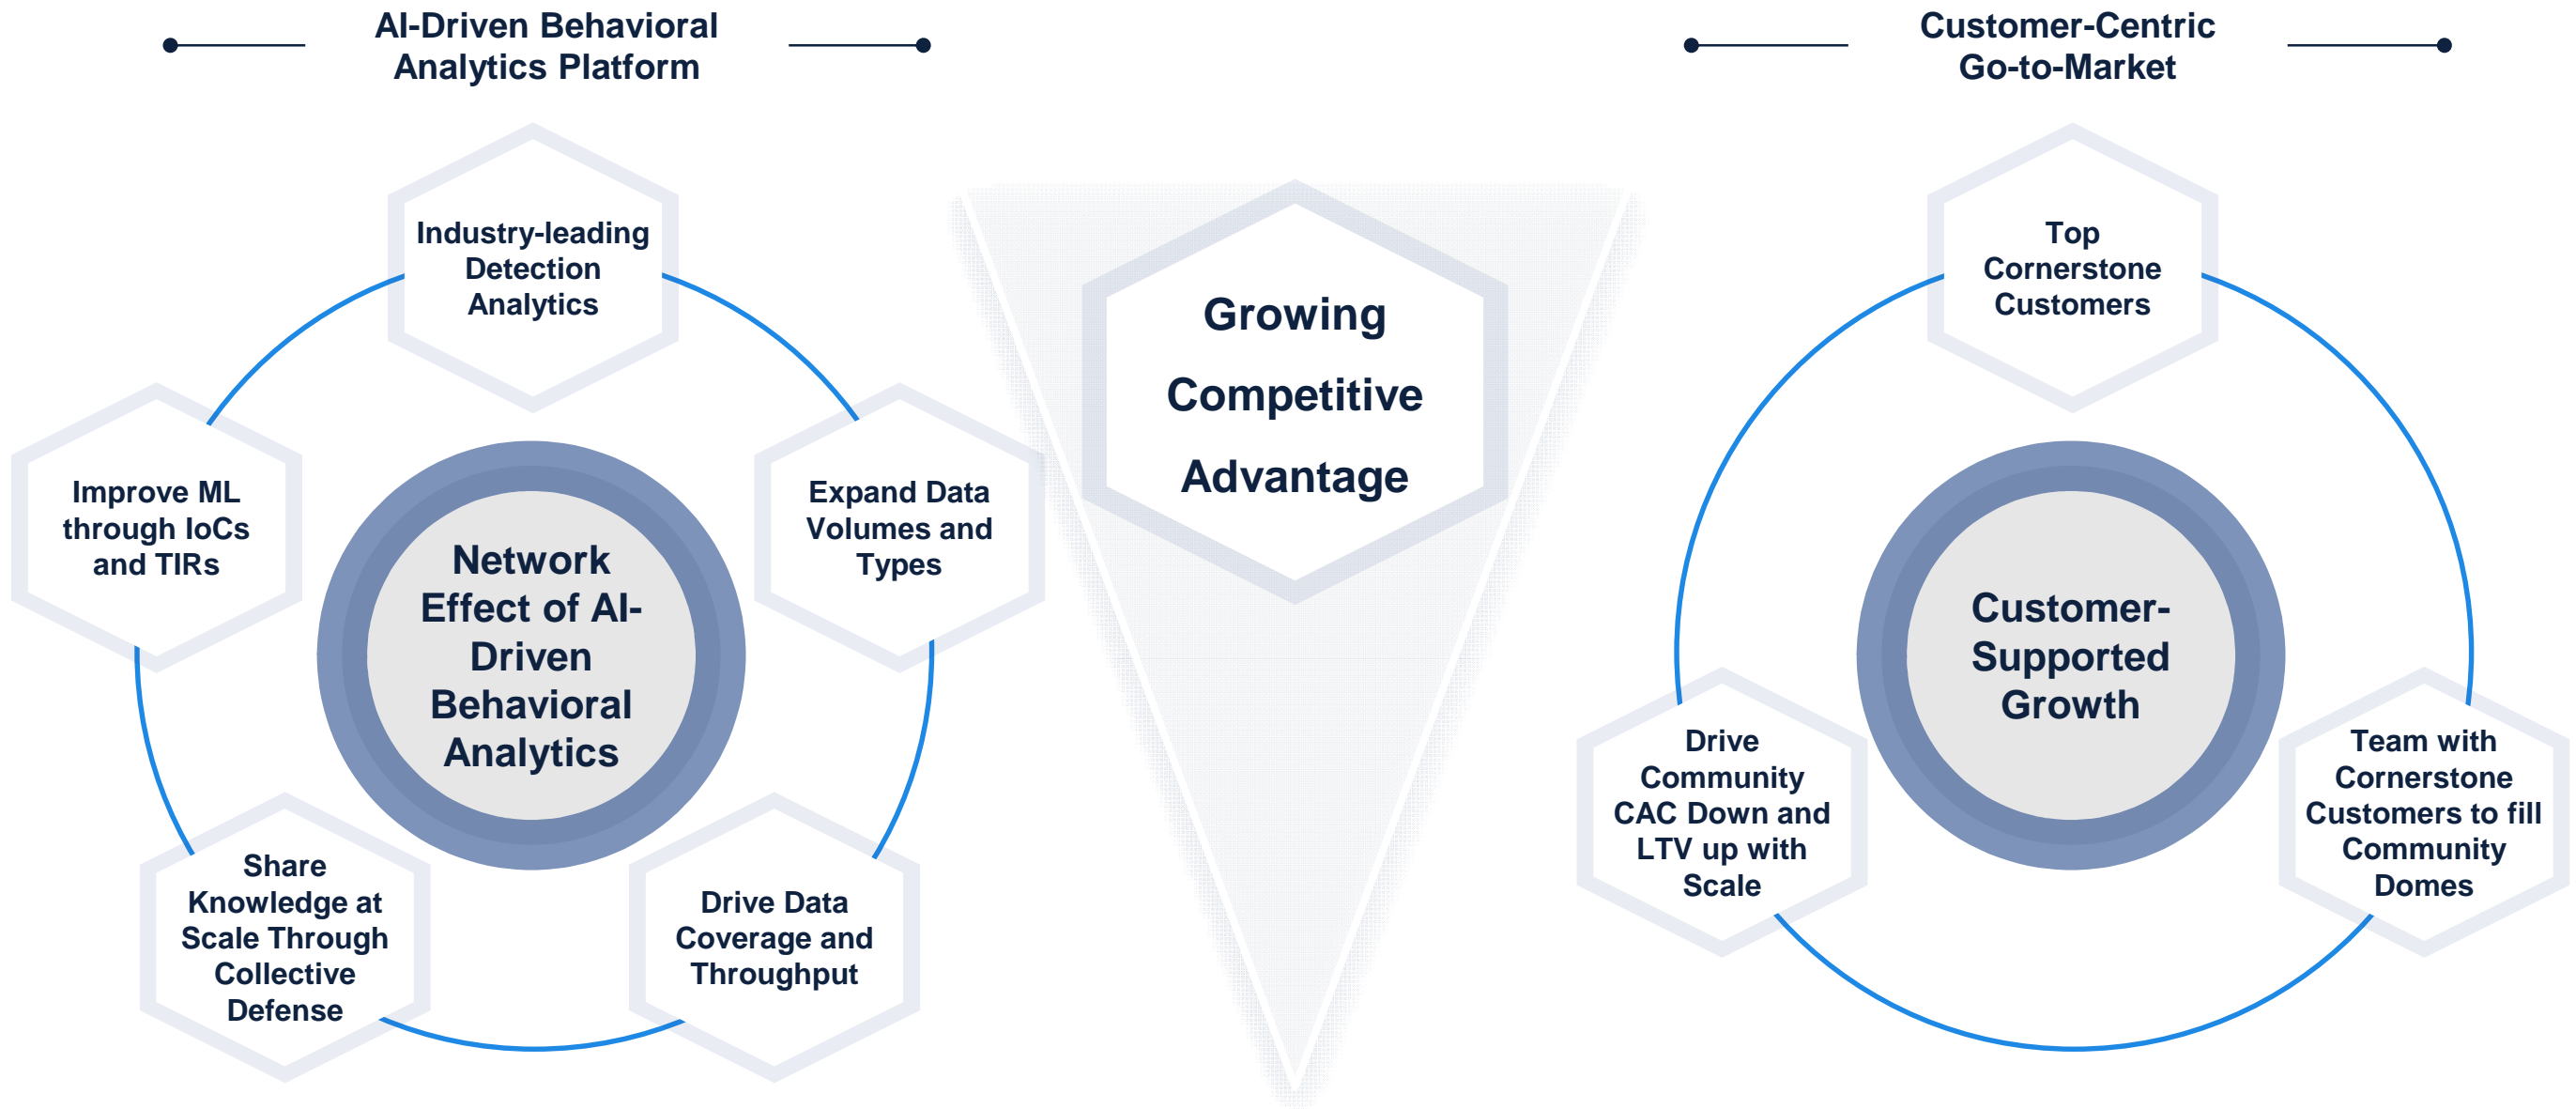 AI-Driven Behavioral
Analytics Platform
Industry-leading
Detection
Analytics
Improve ML
through IoCs
and TIRs
Expand Data
Volumes and
Types
Network
Effect of AI-
Driven
Behavioral
Analytics
Share
Knowledge at
Scale Through
Collective
Defense
Drive Data
Coverage and
Throughput
Growing
Competitive
Advantage
Customer-Centric
Go-to-Market
Top
Cornerstone
Customers
Customer-
Supported
Growth
Drive
Community
CAC Down and
LTV up with
Scale
Team with
Cornerstone
Customers to fill
Community
Domes